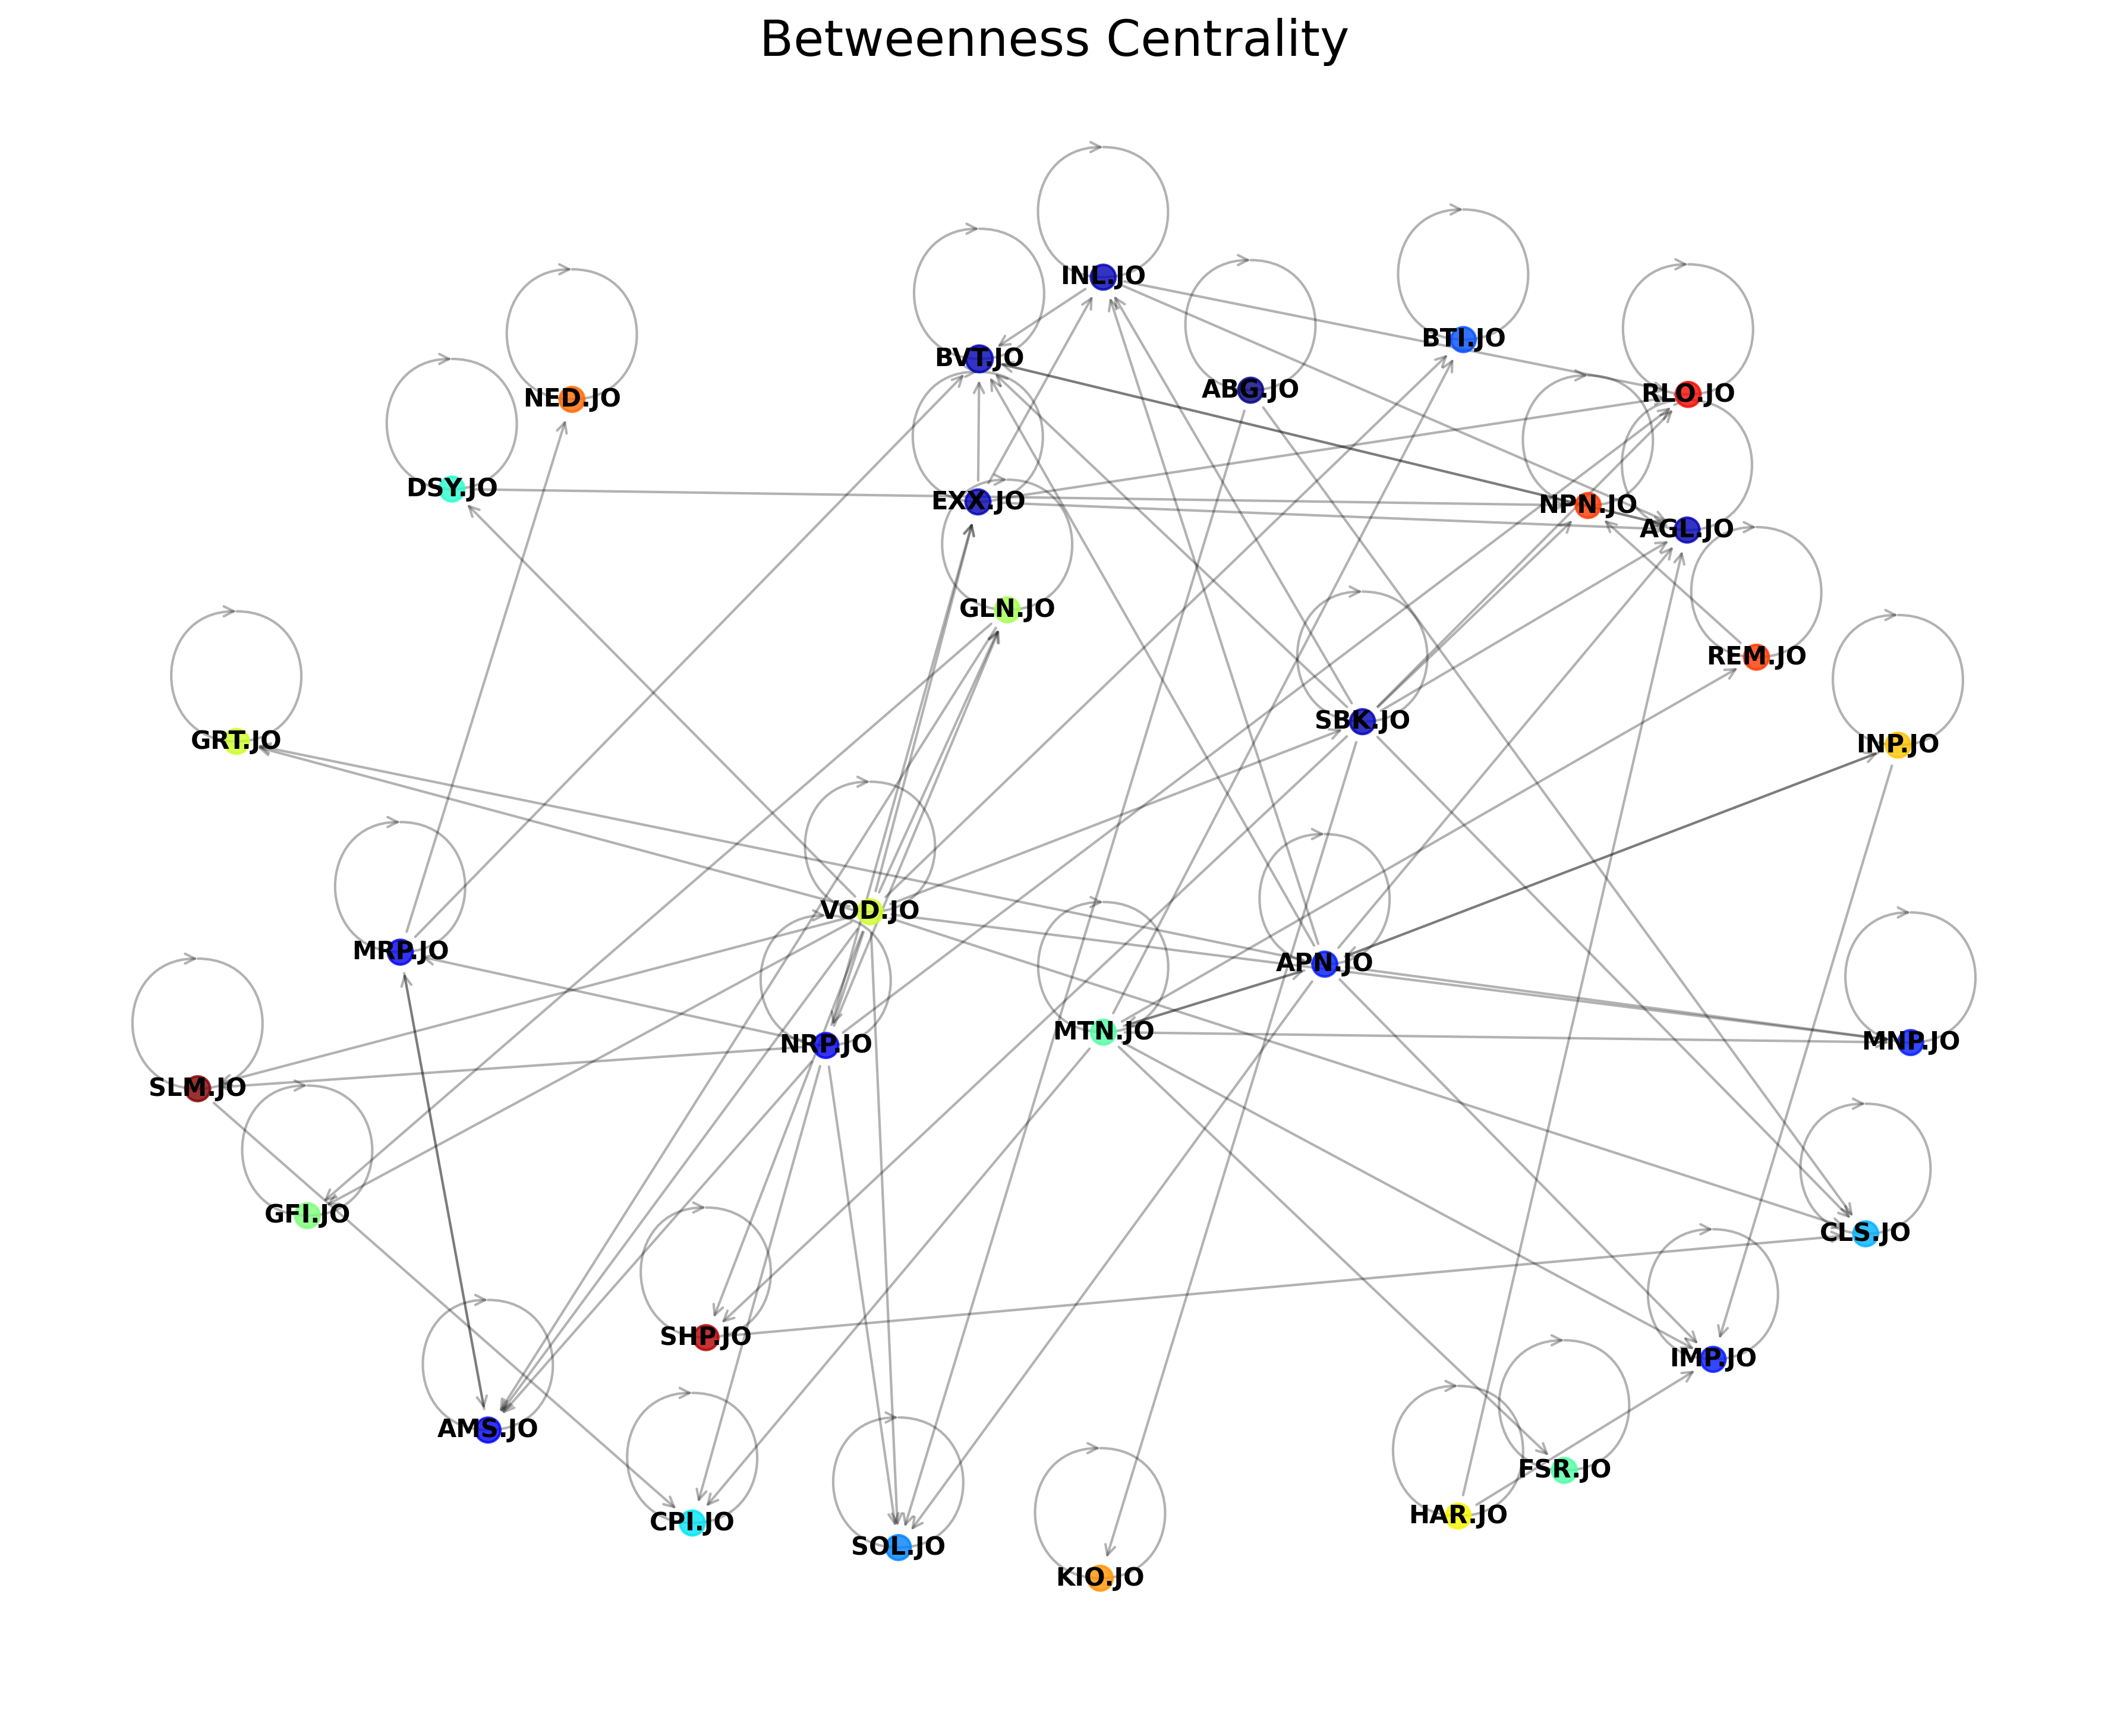 Betweenness Centrality
INL.JO
BTI.JO
BVT.JO
ABG.JO
RLO.JO
NED.JO
DSY.JO
EXX.JO
NPN.JO
AGL.JO
GLN.JO
REM.JO
SBK.JO
GRT.JO
INP.JO
VOD.JO
MRP.JO
APN.JO
MTN.JO
NRP.JO
MNP.JO
SLM.JO
GFI.JO
CLS.JO
SHP.JO
IMP.JO
AMS.JO
FSR.JO
HAR.JO
CPI.JO
SOL.JO
KIO.JO